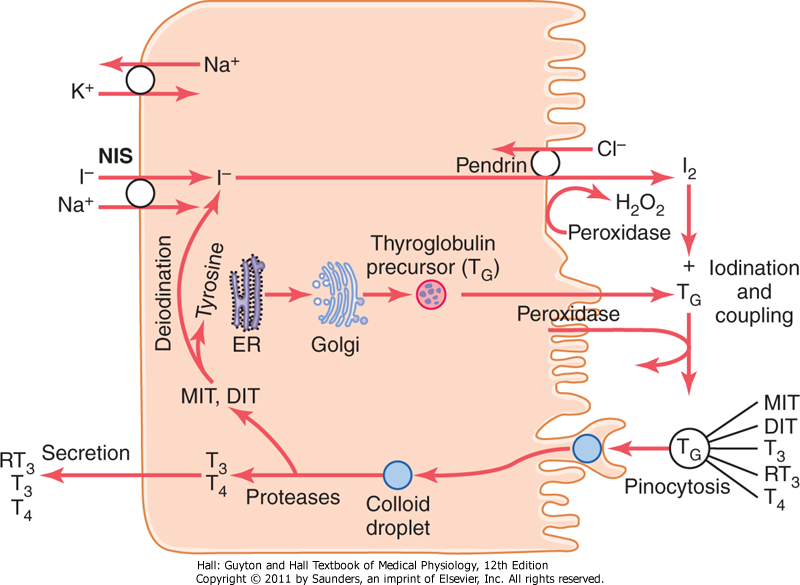 Na⁺
K⁺
NIS
I⁻
I⁻
Na⁺
Cl⁻
Pendrin
I₂
H₂O₂
Peroxidase
Deiodination
Tyrosine
Thyroglobulin
precursor (T_G)
ER
Golgi
+
T_G
Iodination
and
coupling
Peroxidase
MIT, DIT
MIT
DIT
T₃
RT₃
T₄
T_G
Pinocytosis
Secretion
RT₃
T₃
T₄
T₃
T₄
Proteases
Colloid
droplet
Hall: Guyton and Hall Textbook of Medical Physiology, 12th Edition
Copyright © 2011 by Saunders, an imprint of Elsevier, Inc. All rights reserved.